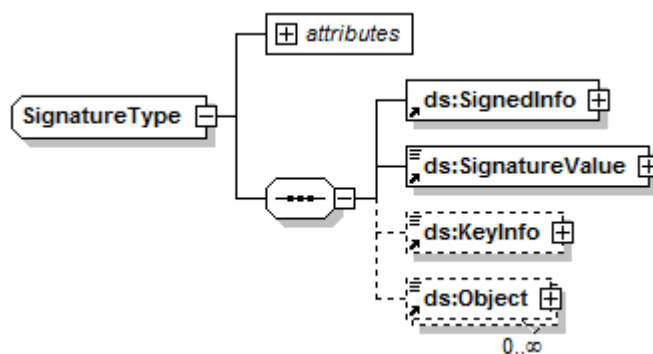 attributes
SignatureType
ds:SignedInfo
ds:SignatureValue
ds:KeyInfo
ds:Object
0..∞